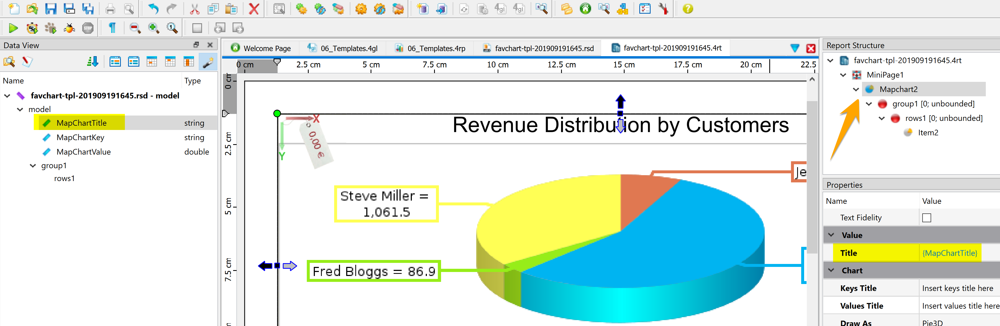 4gl 4gl
STOP
Data View
Name Type
favchart-tpl-201909191645.rsd - model
model
MapChartTitle string
MapChartKey string
MapChartValue double
group1
rows1
Welcome Page
06_Templates.4gl
06_Templates.4rp
favchart-tpl-201909191645.rsd
favchart-tpl-201909191645.4rt
0 cm 2.5 cm 5 cm 7.5 cm 10 cm 12.5 cm 15 cm 17.5 cm 20 cm 22.5
0 cm
2.5 cm
5 cm
7.5 cm
X
Y
0,00 €
Revenue Distribution by Customers
Je
Steve Miller =
1,061.5
Fred Bloggs = 86.9
Report Structure
favchart-tpl-201909191645.4rt
MiniPage1
Mapchart2
group1 [0; unbounded]
rows1 [0; unbounded]
Item2
Properties
Name Value
Text Fidelity
Value
Title {MapChartTitle}
Chart
Keys Title Insert keys title here
Values Title Insert values title here
Draw As Pie3D